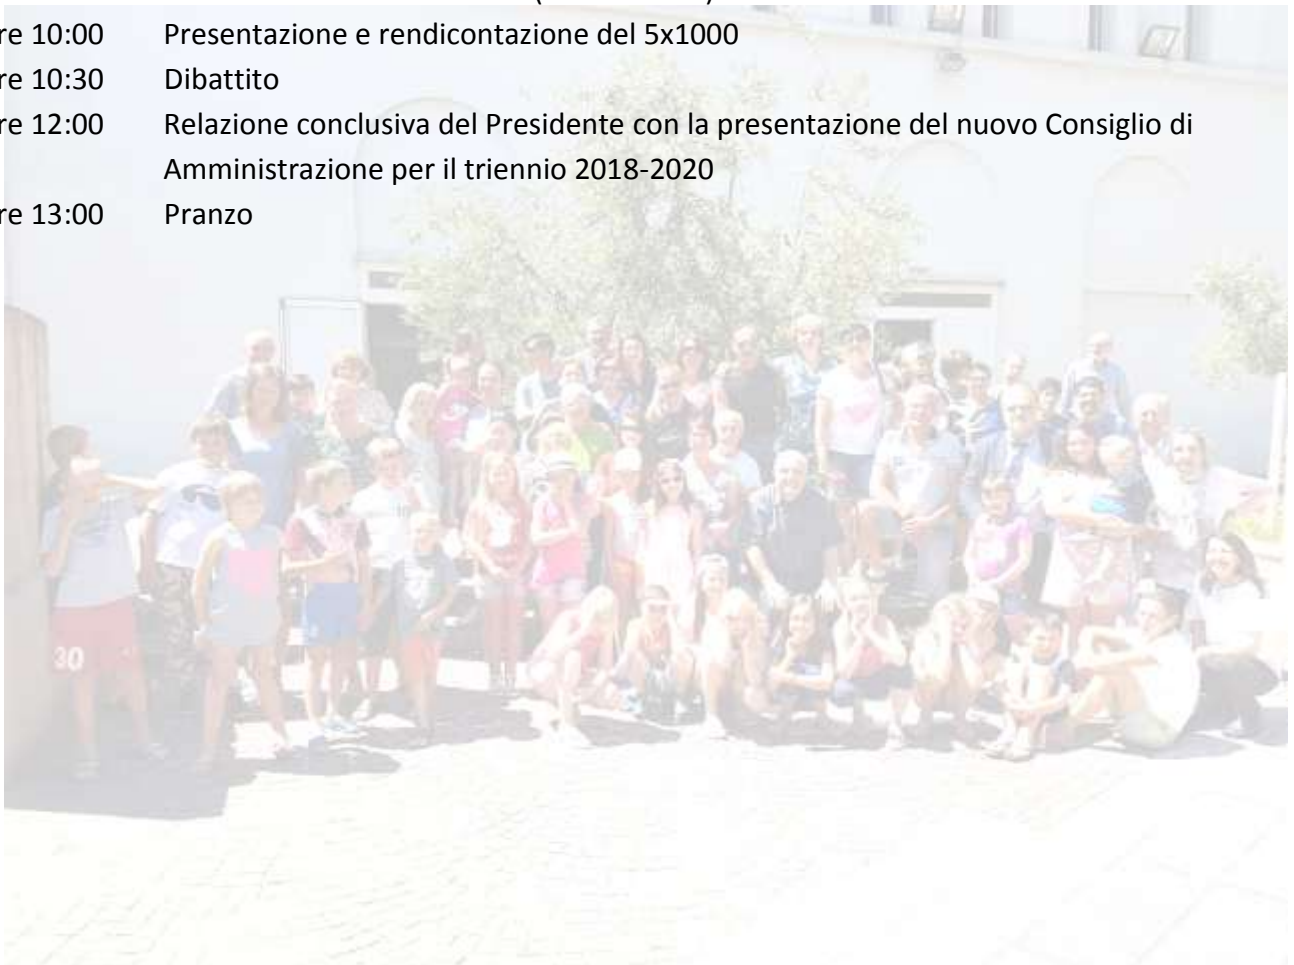 re 10:00 Presentazione e rendicontazione del 5x1000
re 10:30 Dibattito
re 12:00 Relazione conclusiva del Presidente con la presentazione del nuovo Consiglio di
Amministrazione per il triennio 2018-2020
re 13:00 Pranzo
30